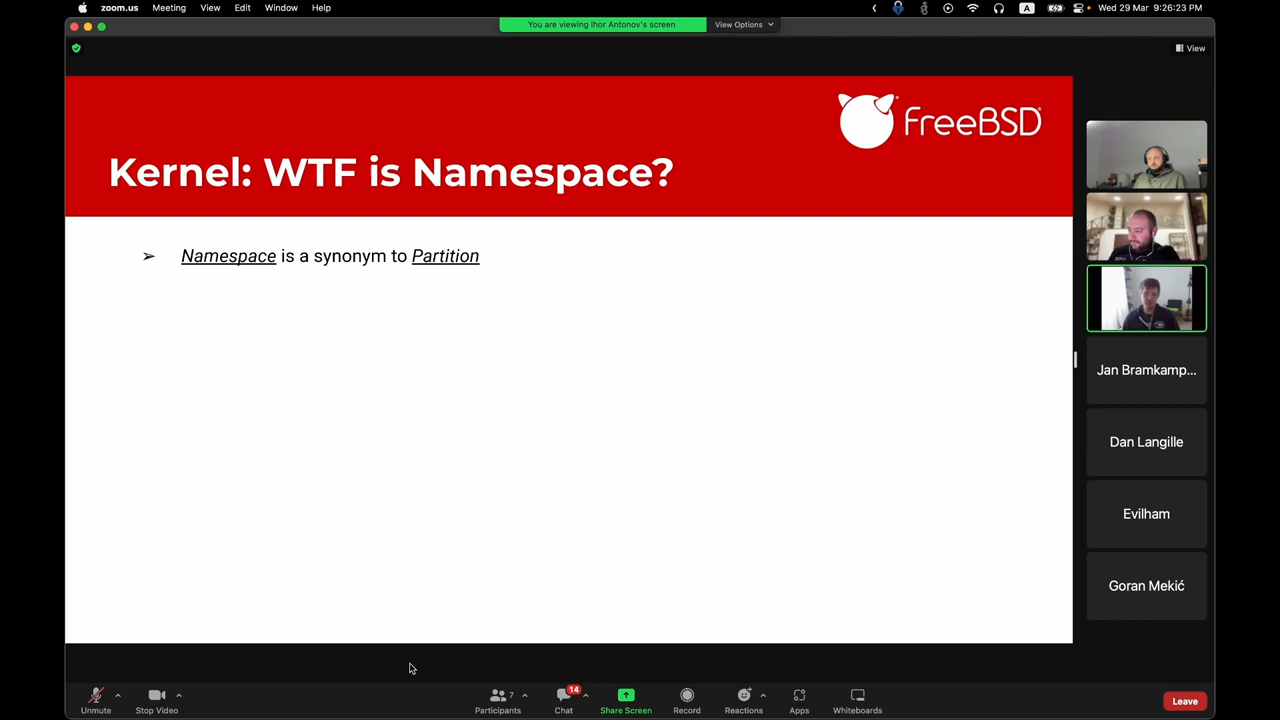 zoom.us Meeting View Edit Window Help
A Wed 29 Mar 9:26:23 PM
You are viewing Ihor Antonov's screen View Options
View
FreeBSD
Kernel: WTF is Namespace?
➢ Namespace is a synonym to Partition
Jan Bramkamp...
Dan Langille
Evilham
Goran Mekić
7
14
Unmute Stop Video Participants Chat Share Screen Record Reactions Apps Whiteboards Leave